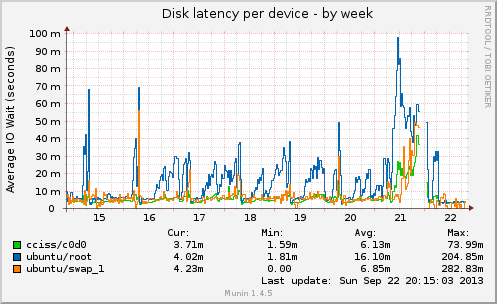 Disk latency per device - by week
RRDTOOL / TOBI OETIKER
Average IO Wait (seconds)
100 m
90 m
80 m
70 m
60 m
50 m
40 m
30 m
20 m
10 m
0
15 16 17 18 19 20 21 22
Cur: Min: Avg: Max:
cciss/c0d0 3.71m 1.59m 6.13m 73.99m
ubuntu/root 4.02m 1.81m 16.10m 204.85m
ubuntu/swap_1 4.23m 0.00 6.85m 282.83m
Last update: Sun Sep 22 20:15:03 2013
Munin 1.4.5